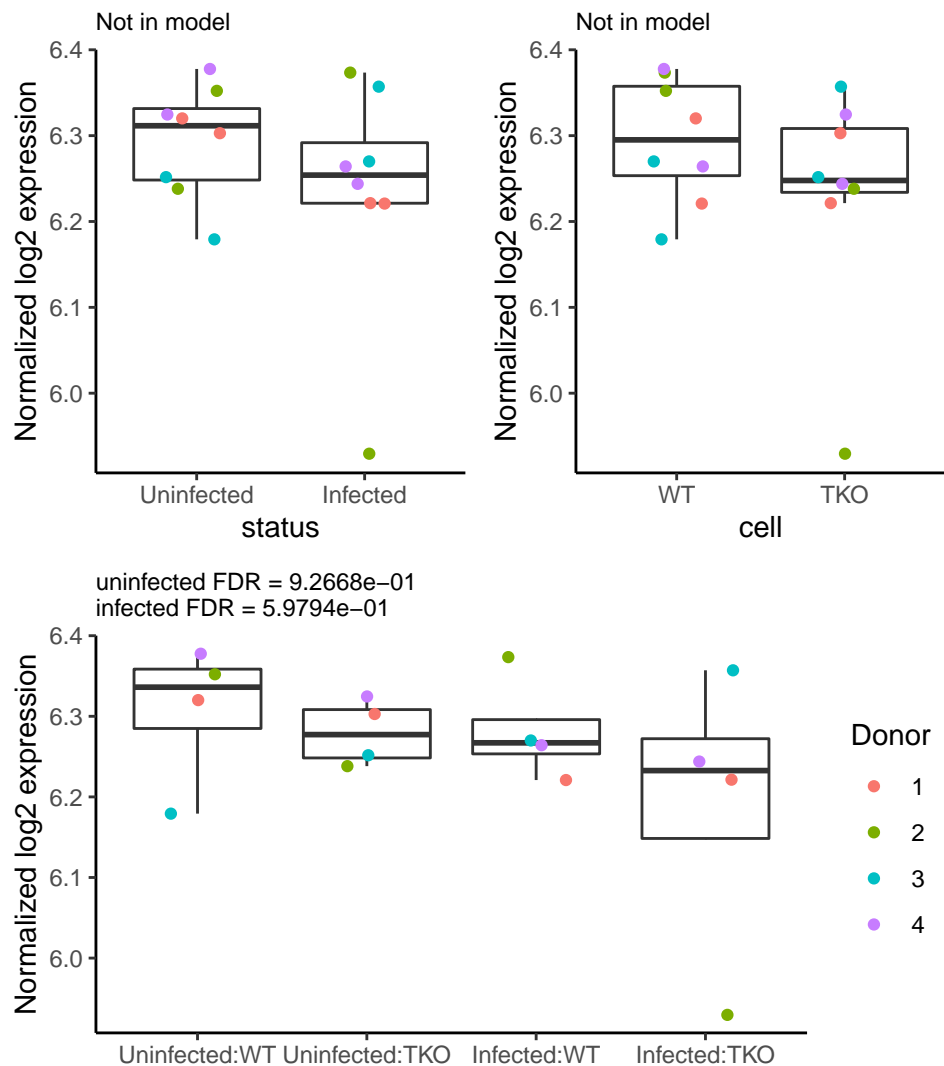 Not in model
Normalized log2 expression
6.4
6.3
6.2
6.1
6.0
Uninfected Infected
status
Not in model
Normalized log2 expression
6.4
6.3
6.2
6.1
6.0
WT TKO
cell
uninfected FDR = 9.2668e−01
infected FDR = 5.9794e−01
Normalized log2 expression
6.4
6.3
6.2
6.1
6.0
Uninfected:WT Uninfected:TKO Infected:WT Infected:TKO
Donor
1
2
3
4